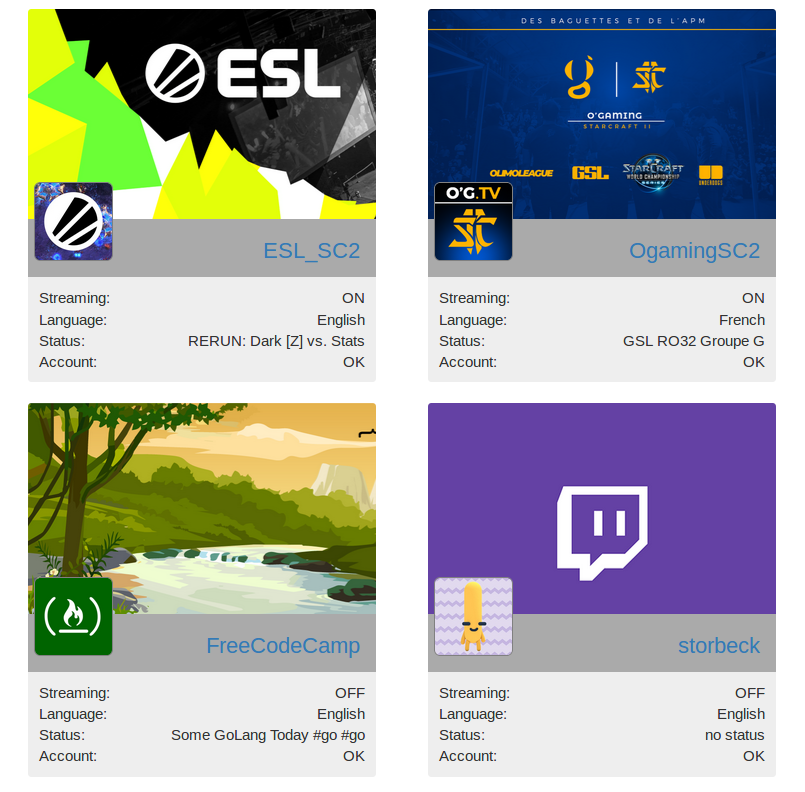 ESL
ESL_SC2
Streaming: ON
Language: English
Status: RERUN: Dark [Z] vs. Stats
Account: OK
DES BAGUETTES ET DE L'APM
O'GAMING
STARCRAFT II
OLIMOLEAGUE GSL STARCRAFT II WORLD CHAMPIONSHIP SERIES UNDERDOGS
O'G.TV
OgamingSC2
Streaming: ON
Language: French
Status: GSL RO32 Groupe G
Account: OK
FreeCodeCamp
Streaming: OFF
Language: English
Status: Some GoLang Today #go #go
Account: OK
storbeck
Streaming: OFF
Language: English
Status: no status
Account: OK